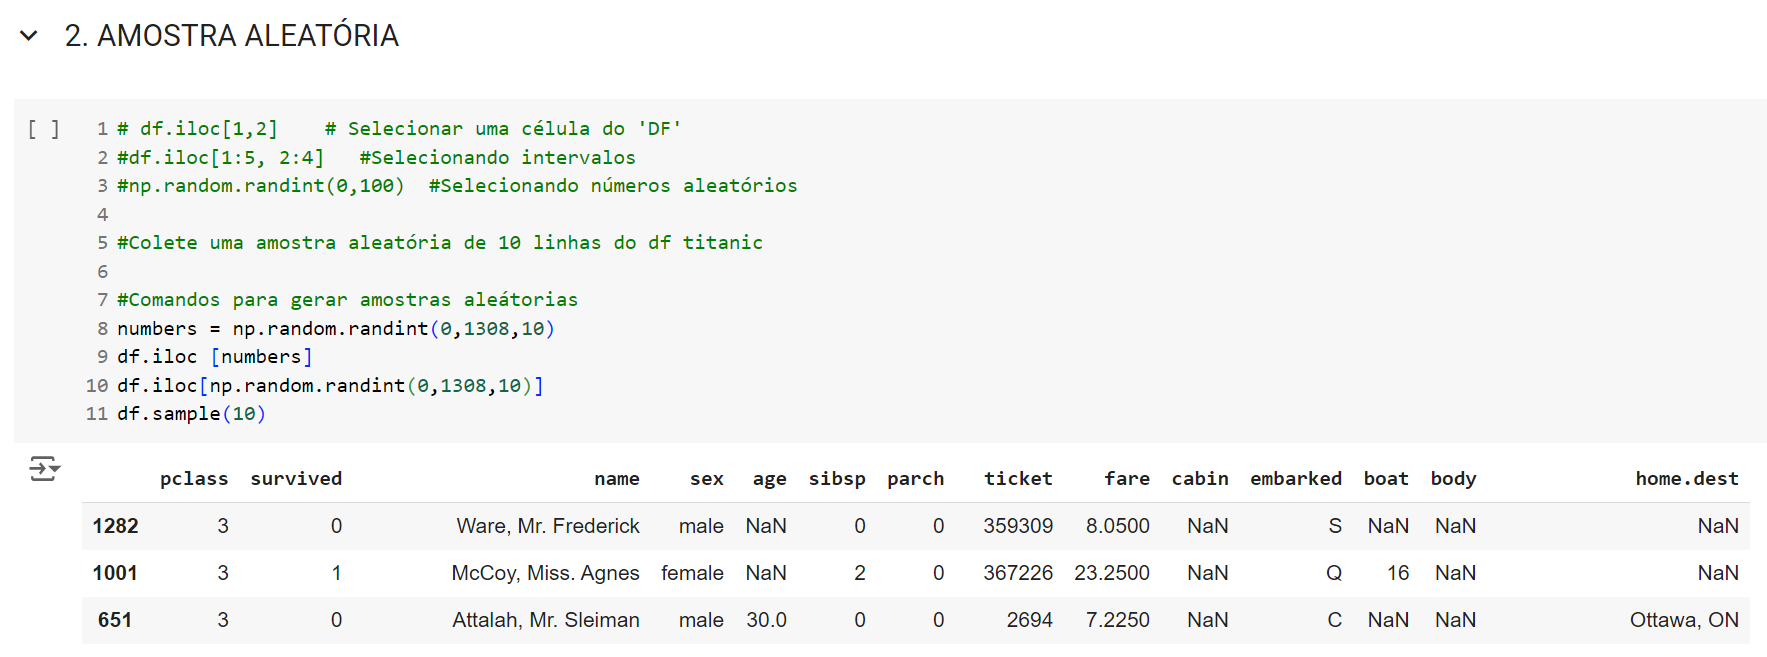 2. AMOSTRA ALEATÓRIA
[ ] 1 # df.iloc[1,2]    # Selecionar uma célula do 'DF'
2 #df.iloc[1:5, 2:4]   #Selecionando intervalos
3 #np.random.randint(0,100)  #Selecionando números aleatórios
4
5 #Colete uma amostra aleatória de 10 linhas do df titanic
6
7 #Comandos para gerar amostras aleátorias
8 numbers = np.random.randint(0,1308,10)
9 df.iloc [numbers]
10 df.iloc[np.random.randint(0,1308,10)]
11 df.sample(10)
pclass survived name sex age sibsp parch ticket fare cabin embarked boat body home.dest
1282 3 0 Ware, Mr. Frederick male NaN 0 0 359309 8.0500 NaN S NaN NaN NaN
1001 3 1 McCoy, Miss. Agnes female NaN 2 0 367226 23.2500 NaN Q 16 NaN NaN
651 3 0 Attalah, Mr. Sleiman male 30.0 0 0 2694 7.2250 NaN C NaN NaN Ottawa, ON